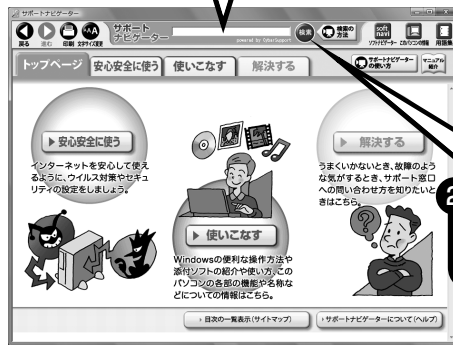 サポートナビゲーター
戻る 進む 印刷 文字サイズ変更
サポート
ナビゲーター
powered by CyberSupport
検索
検索の
方法
soft
navi
ソフトナビゲーター このパソコンの情報 用語集
トップページ 安心安全に使う 使いこなす 解決する
サポートナビゲーター
の使い方
マニュアル
紹介
安心安全に使う
インターネットを安心して使え
るように、ウイルス対策やセキュ
リティの設定をしましょう。
使いこなす
Windowsの便利な操作方法や
添付ソフトの紹介や使い方、この
パソコンの各部の機能や名称な
どについての情報はこちら。
解決する
うまくいかないとき、故障のよう
な気がするとき、サポート窓口
への問い合わせ方を知りたいと
きはこちら。
2
目次の一覧表示(サイトマップ)
サポートナビゲーターについて(ヘルプ)